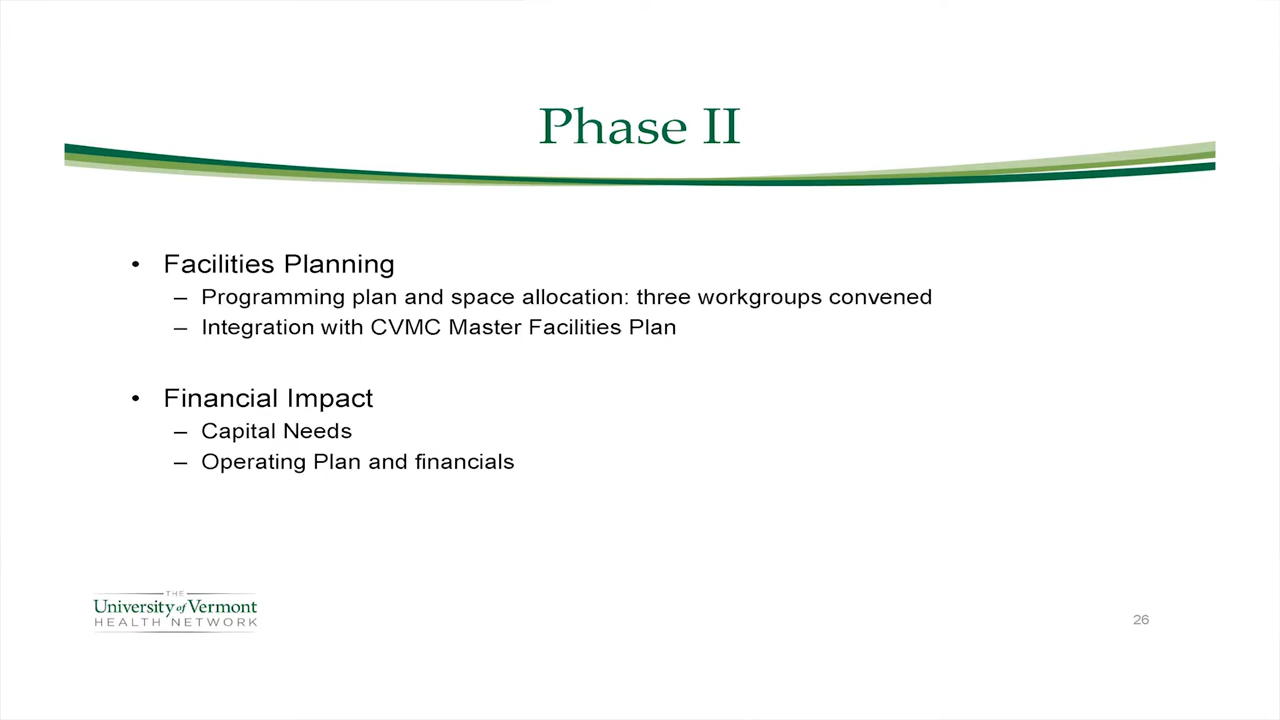 Phase II
• Facilities Planning
– Programming plan and space allocation: three workgroups convened
– Integration with CVMC Master Facilities Plan
• Financial Impact
– Capital Needs
– Operating Plan and financials
THE
University of Vermont
HEALTH NETWORK
26